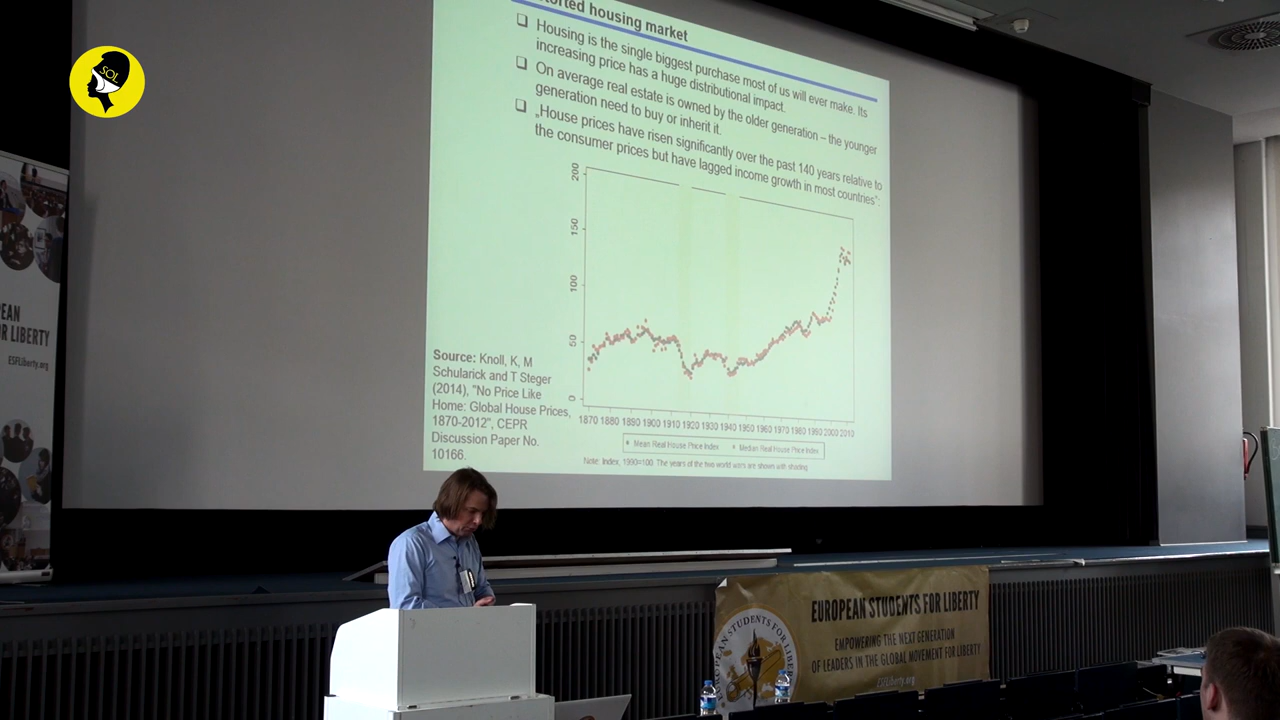 SOL
orted housing market
❑ Housing is the single biggest purchase most of us will ever make. Its
increasing price has a huge distributional impact.
❑ On average real estate is owned by the older generation – the younger
generation need to buy or inherit it.
❑ „House prices have risen significantly over the past 140 years relative to
the consumer prices but have lagged income growth in most countries“:
200
150
100
50
0
1870 1880 1890 1900 1910 1920 1930 1940 1950 1960 1970 1980 1990 2000 2010
Mean Real House Price Index Median Real House Price Index
Note: Index, 1990=100. The years of the two world wars are shown with shading
Source: Knoll, K, M
Schularick and T Steger
(2014), "No Price Like
Home: Global House Prices,
1870-2012", CEPR
Discussion Paper No.
10166.
EAN
R LIBERTY
ESFLiberty.org
EUROPEAN STUDENTS FOR LIBERTY
EMPOWERING THE NEXT GENERATION
OF LEADERS IN THE GLOBAL MOVEMENT FOR LIBERTY
ESFLiberty.org
EUROPEAN STUDENTS FOR LIBERTY